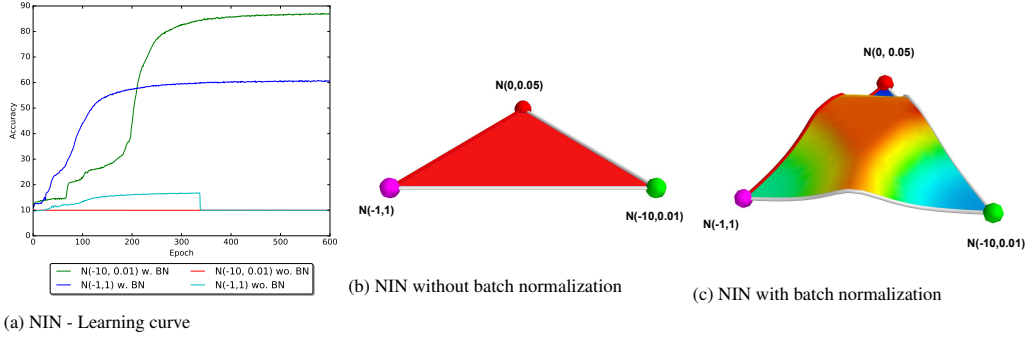 90
80
70
60
50
40
30
20
10
0
Accuracy
0 100 200 300 400 500 600
Epoch
N(-10, 0.01) w. BN
N(-1,1) w. BN
N(-10, 0.01) wo. BN
N(-1,1) wo. BN
(a) NIN - Learning curve
N(0,0.05)
N(-1,1)
N(-10,0.01)
(b) NIN without batch normalization
N(0, 0.05)
N(-1,1)
N(-10,0.01)
(c) NIN with batch normalization